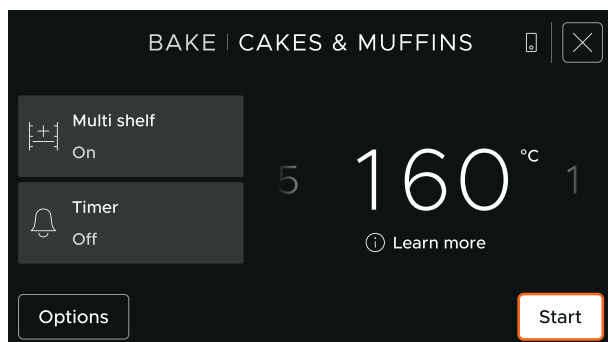 BAKE | CAKES & MUFFINS
Multi shelf
On
Timer
Off
5 160 °C 1
Learn more
Options
Start